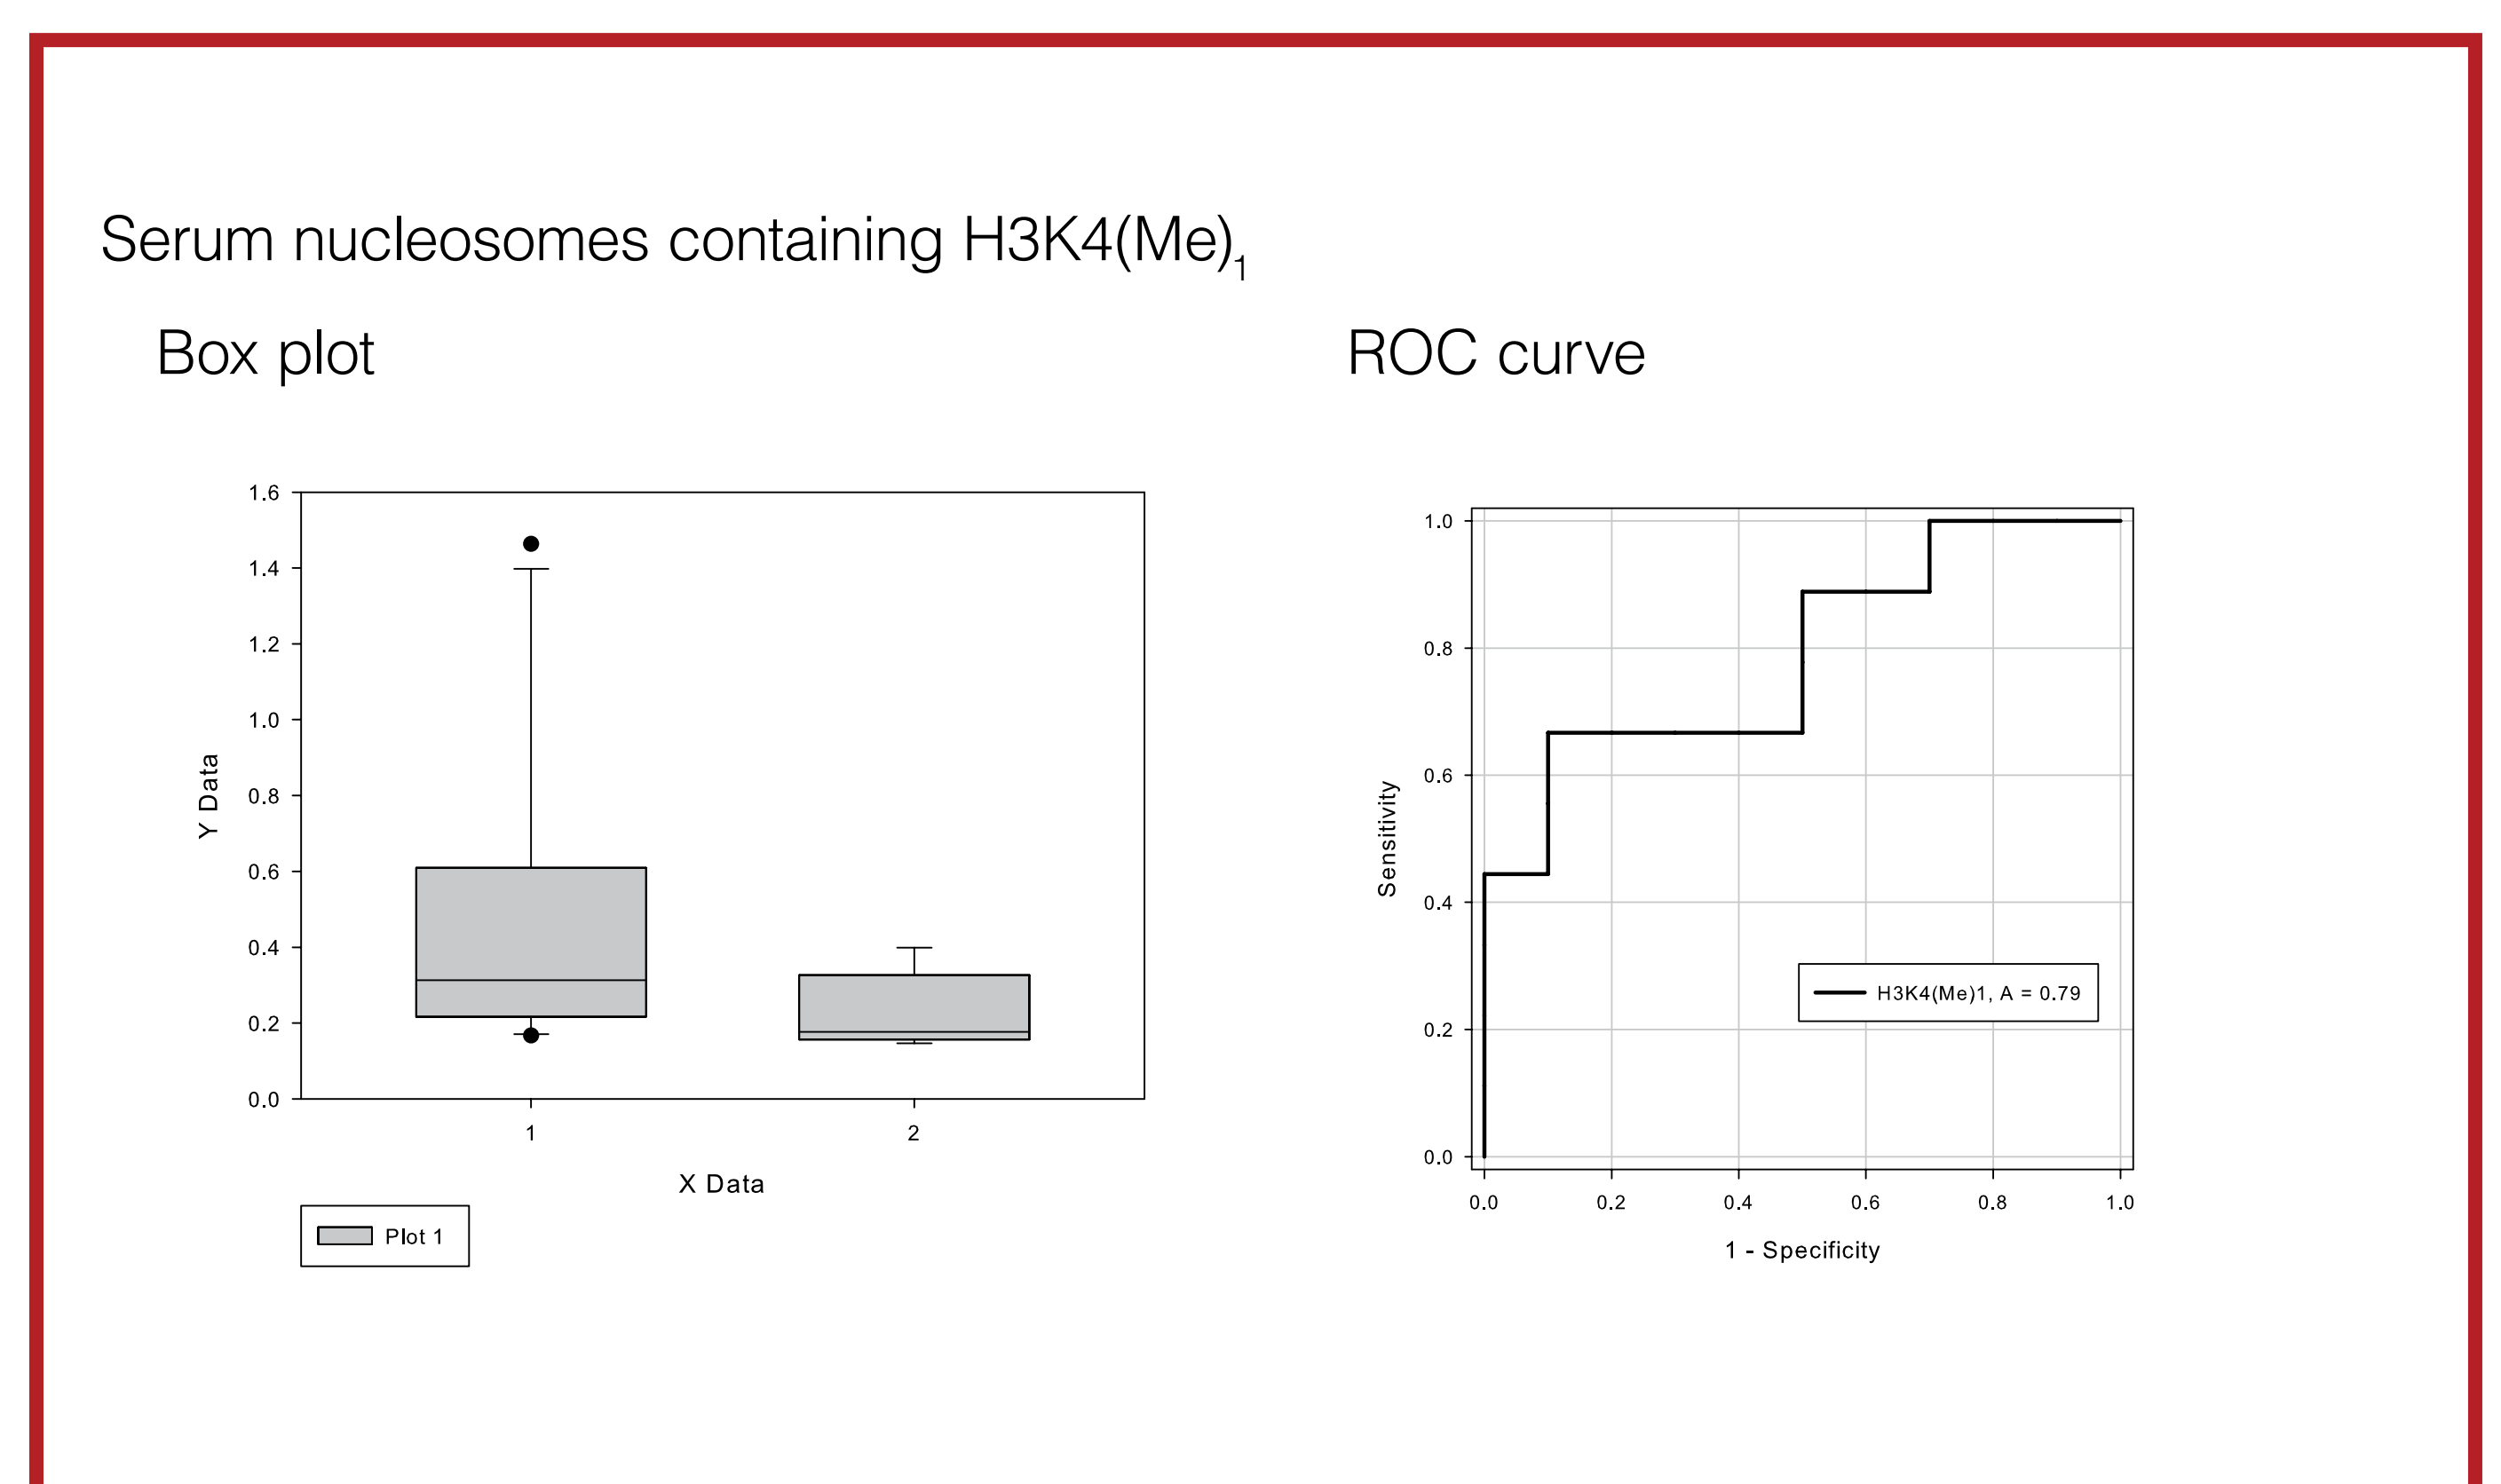 Serum nucleosomes containing H3K4(Me)₁
Box plot
ROC curve
1.6
1.4
1.2
1.0
0.8
0.6
0.4
0.2
0.0
Y Data
1 2
X Data
Plot 1
1.0
0.8
0.6
0.4
0.2
0.0
Sensitivity
H3K4(Me)1, A = 0.79
0.0 0.2 0.4 0.6 0.8 1.0
1 - Specificity